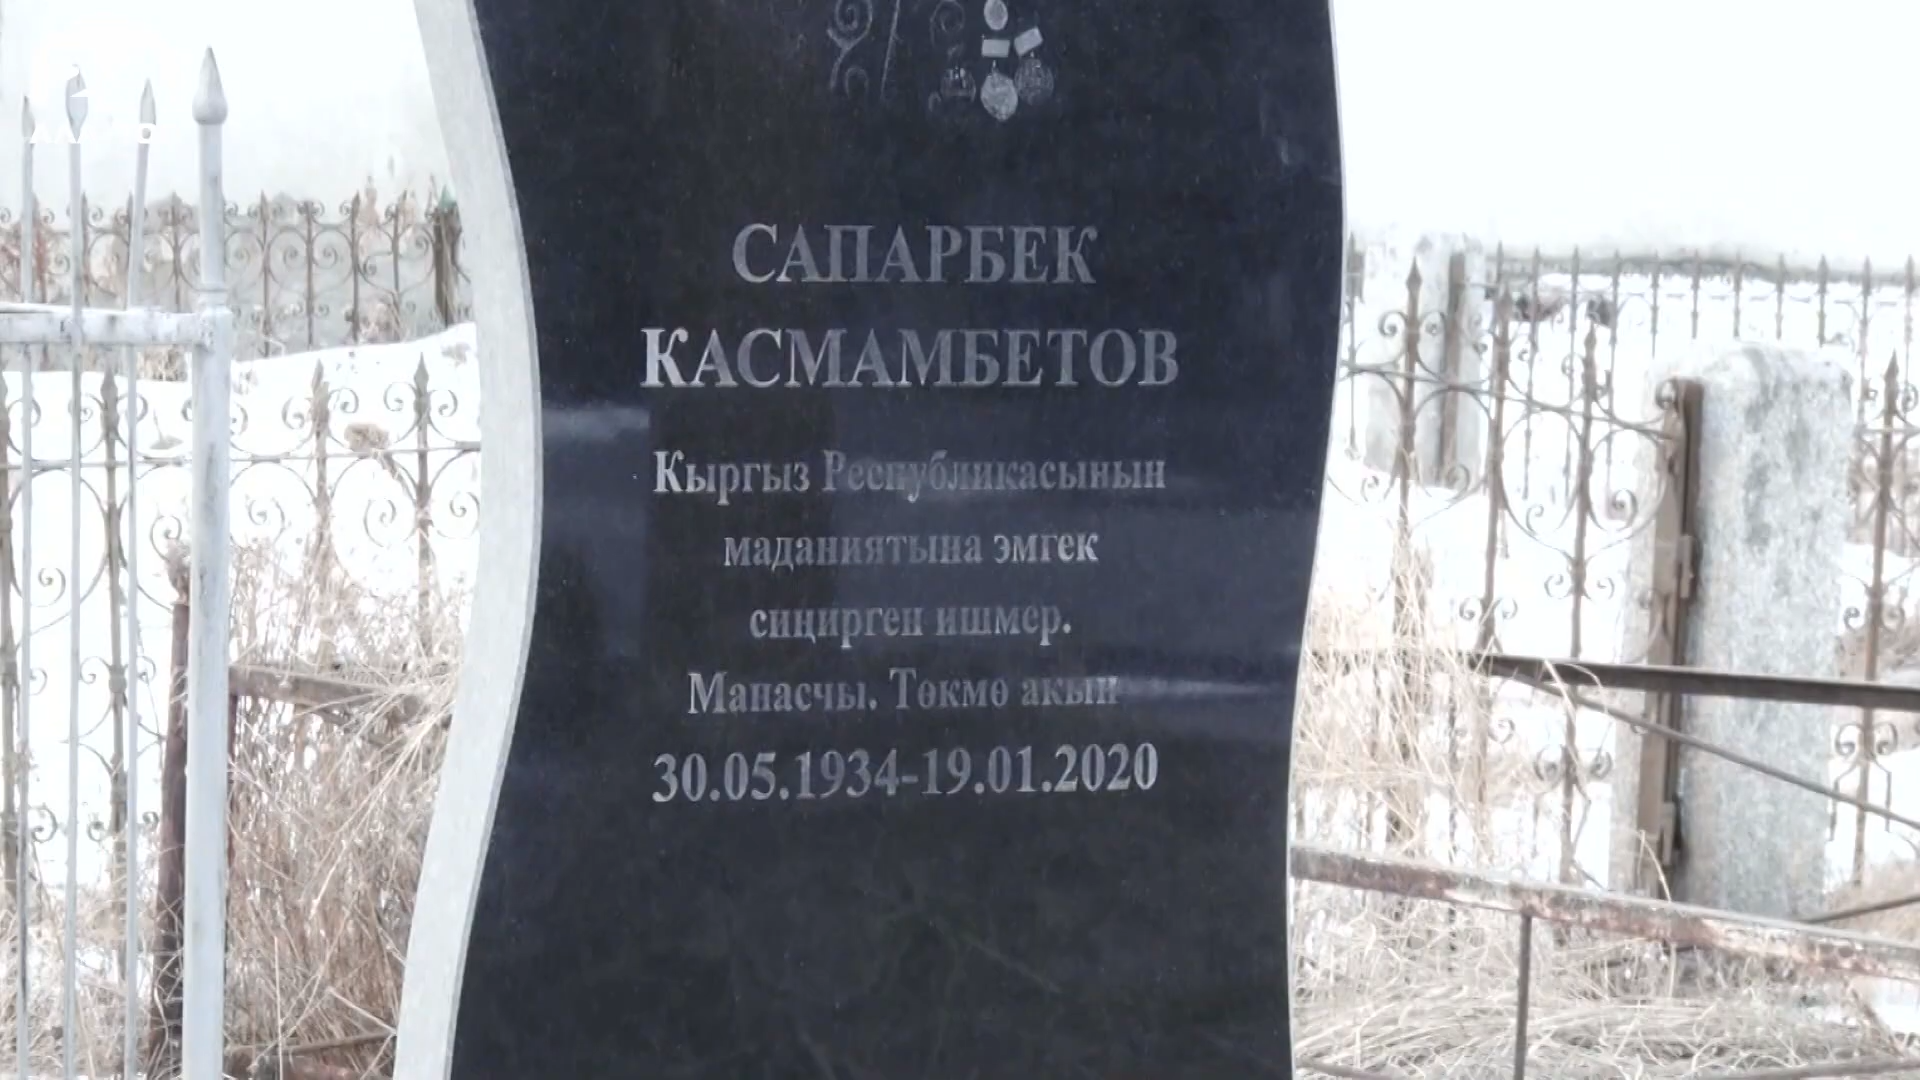 САПАРБЕК
КАСМАМБЕТОВ
Кыргыз Республикасынын
маданиятына эмгек
сиңирген ишмер.
Манасчы. Төкмө акын
30.05.1934-19.01.2020